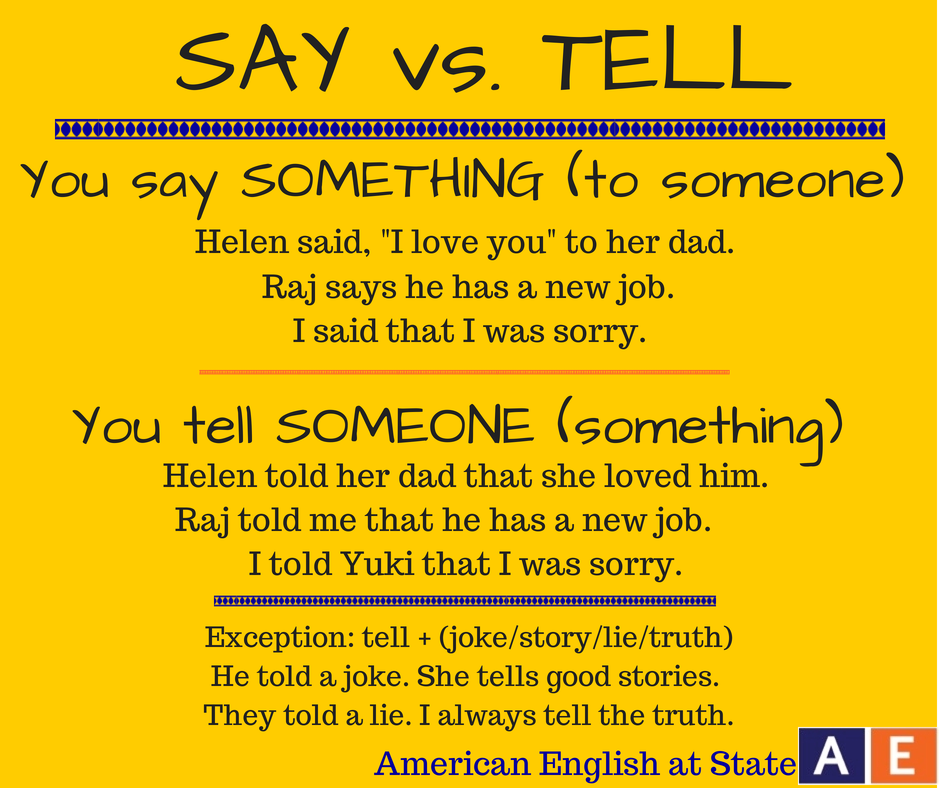 SAY vs. TELL
You say SOMETHING (to someone)
Helen said, "I love you" to her dad.
Raj says he has a new job.
I said that I was sorry.
You tell SOMEONE (something)
Helen told her dad that she loved him.
Raj told me that he has a new job.
I told Yuki that I was sorry.
Exception: tell + (joke/story/lie/truth)
He told a joke. She tells good stories.
They told a lie. I always tell the truth.
American English at State A E